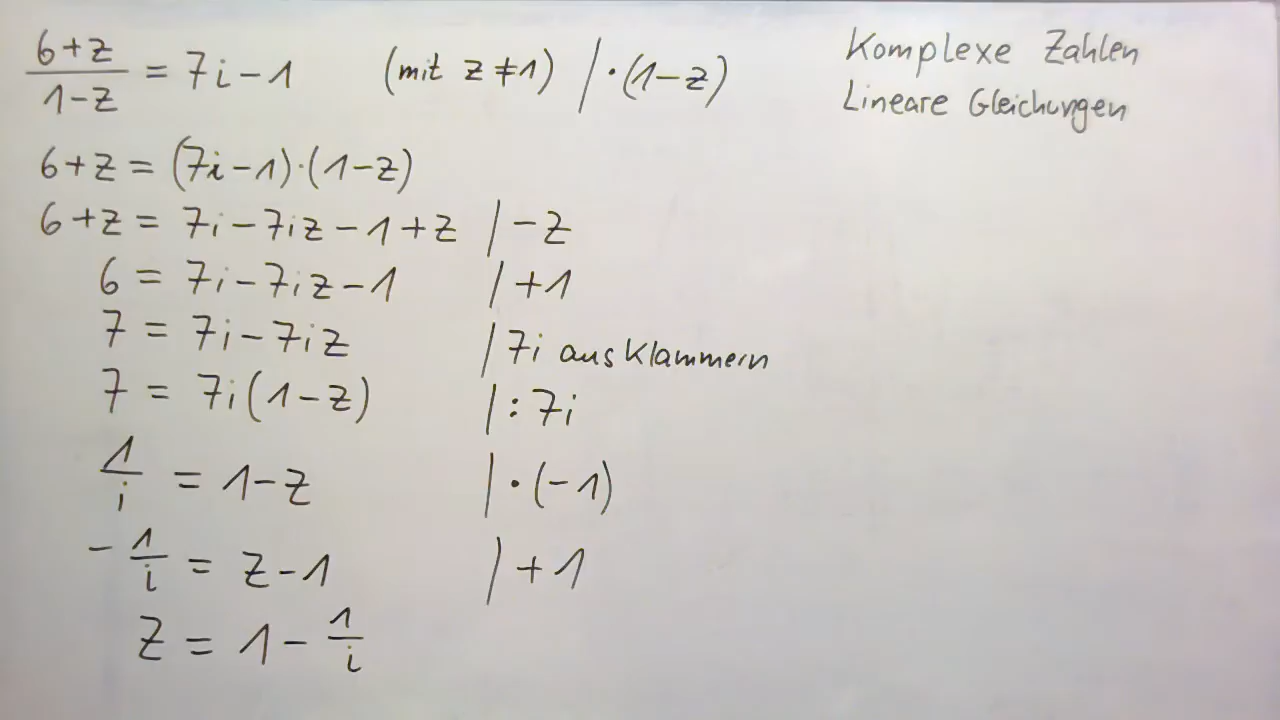 (6+z)/(1-z) = 7i-1 (mit z≠1) | ·(1-z)
Komplexe Zahlen
Lineare Gleichungen
6+z = (7i-1)·(1-z)
6+z = 7i-7iz-1+z | -z
6 = 7i-7iz-1 | +1
7 = 7i-7iz | 7i ausklammern
7 = 7i(1-z) | : 7i
1/i = 1-z | ·(-1)
-1/i = z-1 | +1
z = 1 - 1/i